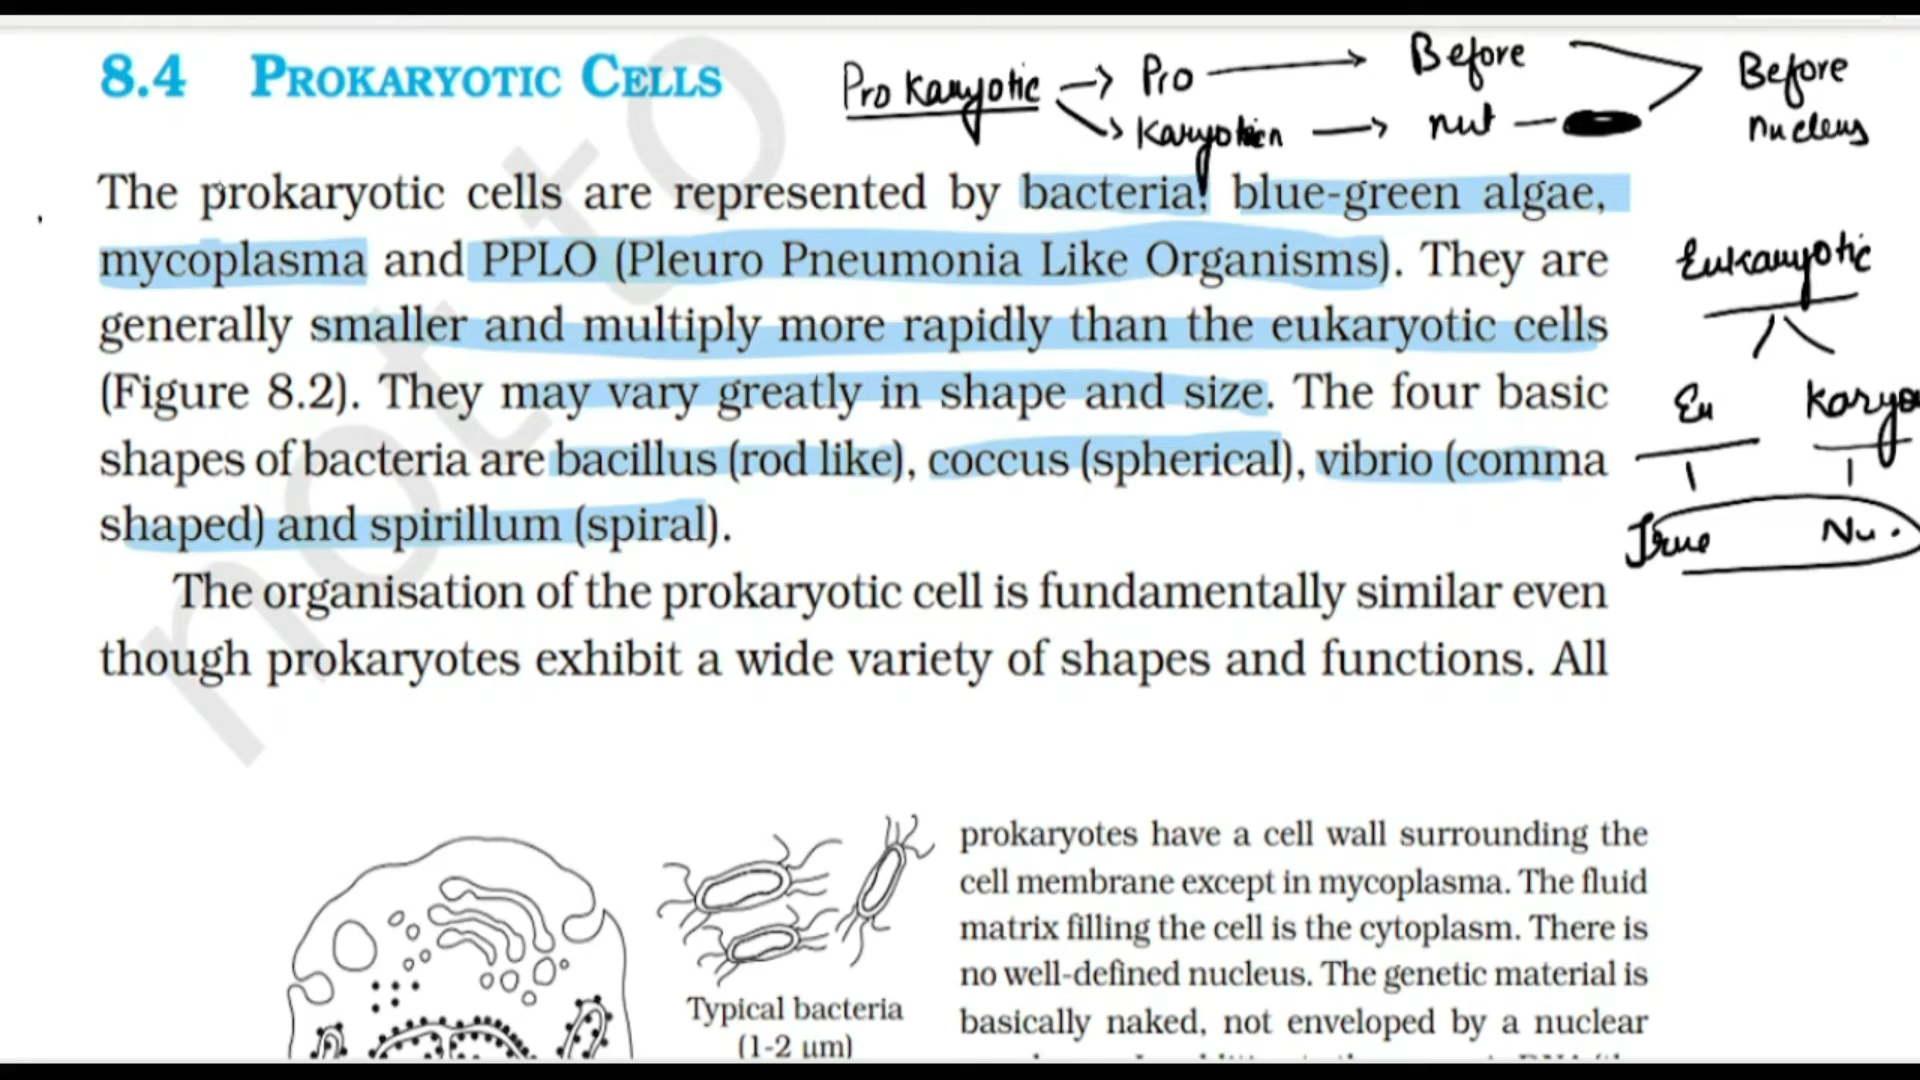 8.4 PROKARYOTIC CELLS
Prokaryotic → Pro → Before
Karyotien → nut
Before
nucleus
The prokaryotic cells are represented by bacteria, blue-green algae,
mycoplasma and PPLO (Pleuro Pneumonia Like Organisms). They are
generally smaller and multiply more rapidly than the eukaryotic cells
(Figure 8.2). They may vary greatly in shape and size. The four basic
shapes of bacteria are bacillus (rod like), coccus (spherical), vibrio (comma
shaped) and spirillum (spiral).
The organisation of the prokaryotic cell is fundamentally similar even
though prokaryotes exhibit a wide variety of shapes and functions. All
Eukaryotic
Eu Karyo
True Nu.
Typical bacteria
(1-2 μm)
prokaryotes have a cell wall surrounding the
cell membrane except in mycoplasma. The fluid
matrix filling the cell is the cytoplasm. There is
no well-defined nucleus. The genetic material is
basically naked, not enveloped by a nuclear
not to